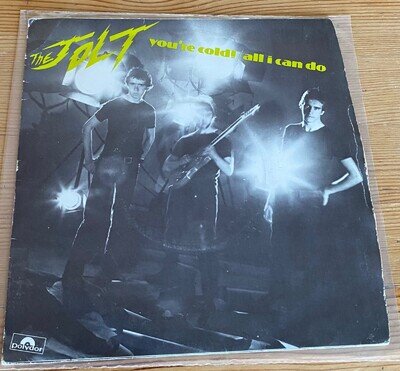 The JOLT
you're cold! all i can do
Polydor